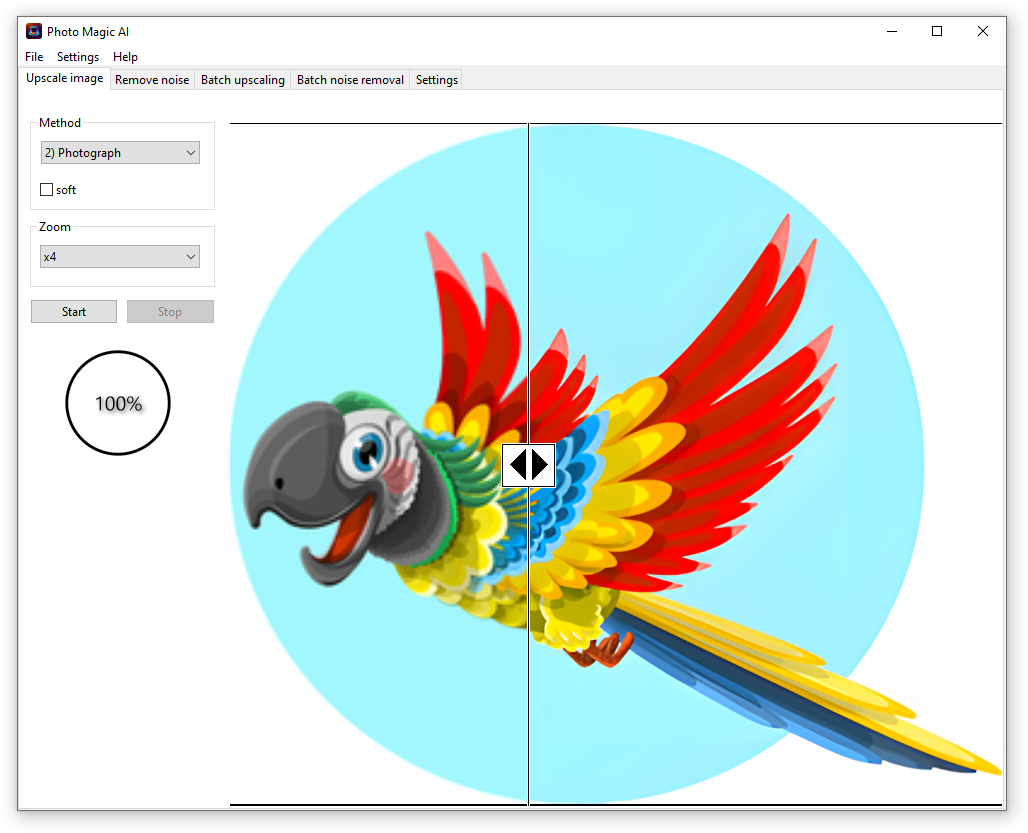 Photo Magic AI
File Settings Help
Upscale image Remove noise Batch upscaling Batch noise removal Settings
Method
2) Photograph
soft
Zoom
x4
Start Stop
100%